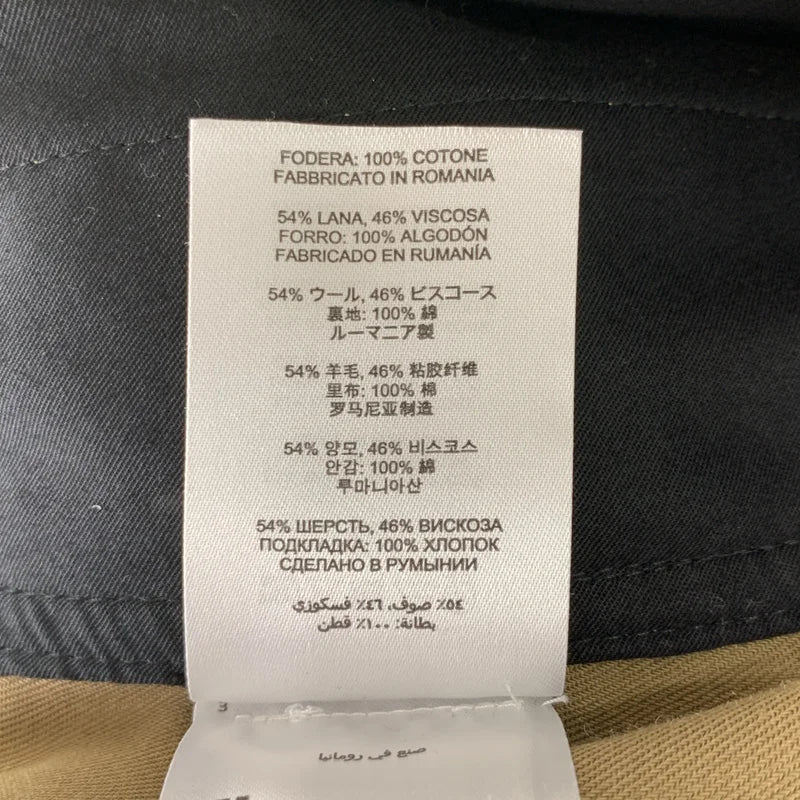 FODERA: 100% COTONE
FABBRICATO IN ROMANIA
54% LANA, 46% VISCOSA
FORRO: 100% ALGODÓN
FABRICADO EN RUMANÍA
54% ウール, 46% ビスコース
裏地: 100% 綿
ルーマニア製
54% 羊毛, 46% 粘胶纤维
里布: 100% 棉
罗马尼亚制造
54% 양모, 46% 비스코스
안감: 100% 綿
루마니아산
54% ШЕРСТЬ, 46% ВИСКОЗА
ПОДКЛАДКА: 100% ХЛОПОК
СДЕЛАНО В РУМЫНИИ
٥٤٪ صوف، ٤٦٪ فسكوزي
بطانة: ١٠٠٪ قطن
3
صنع في رومانيا